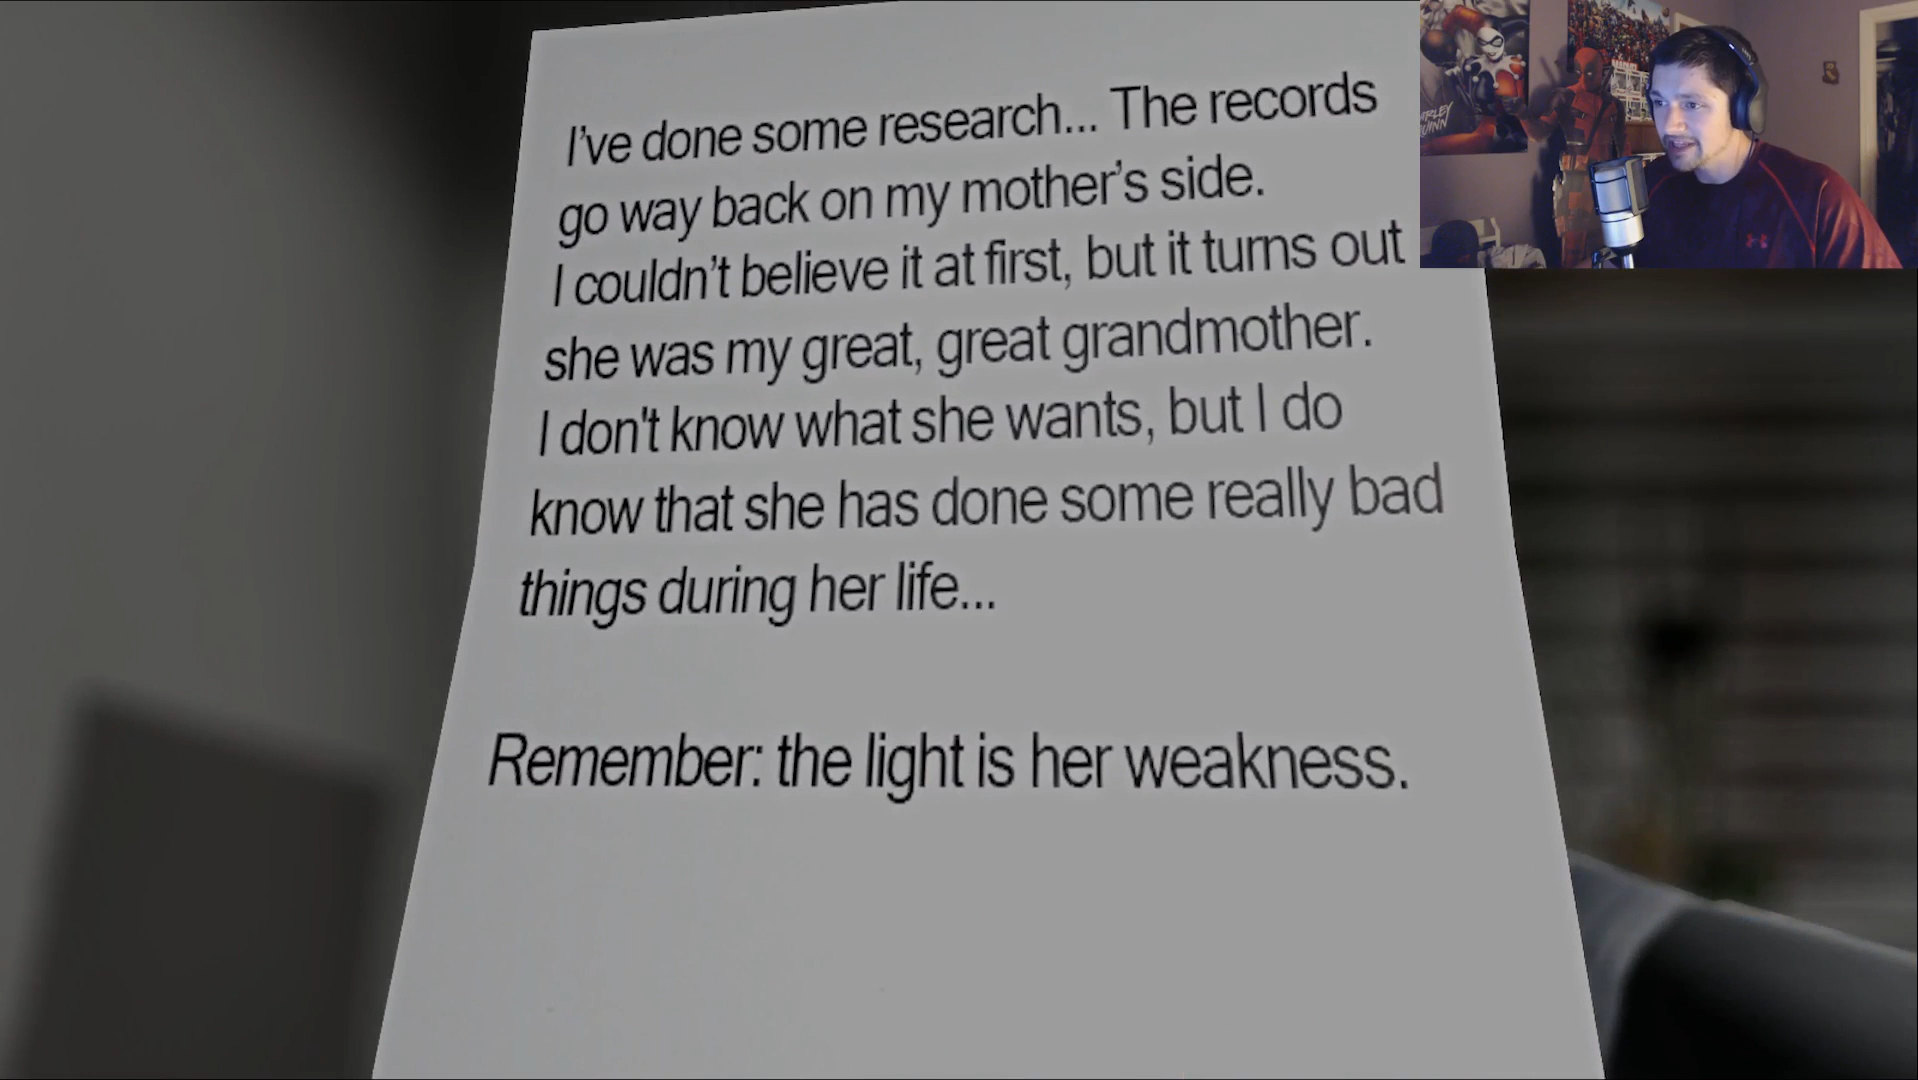 I've done some research... The records
go way back on my mother's side.
I couldn't believe it at first, but it turns out
she was my great, great grandmother.
I don't know what she wants, but I do
know that she has done some really bad
things during her life...
Remember: the light is her weakness.
QUINN